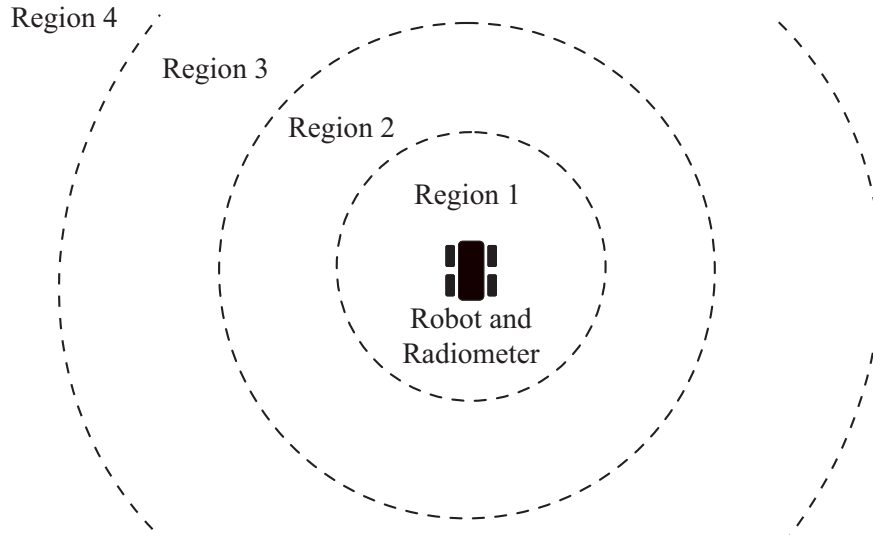 Region 4
Region 3
Region 2
Region 1
Robot and
Radiometer